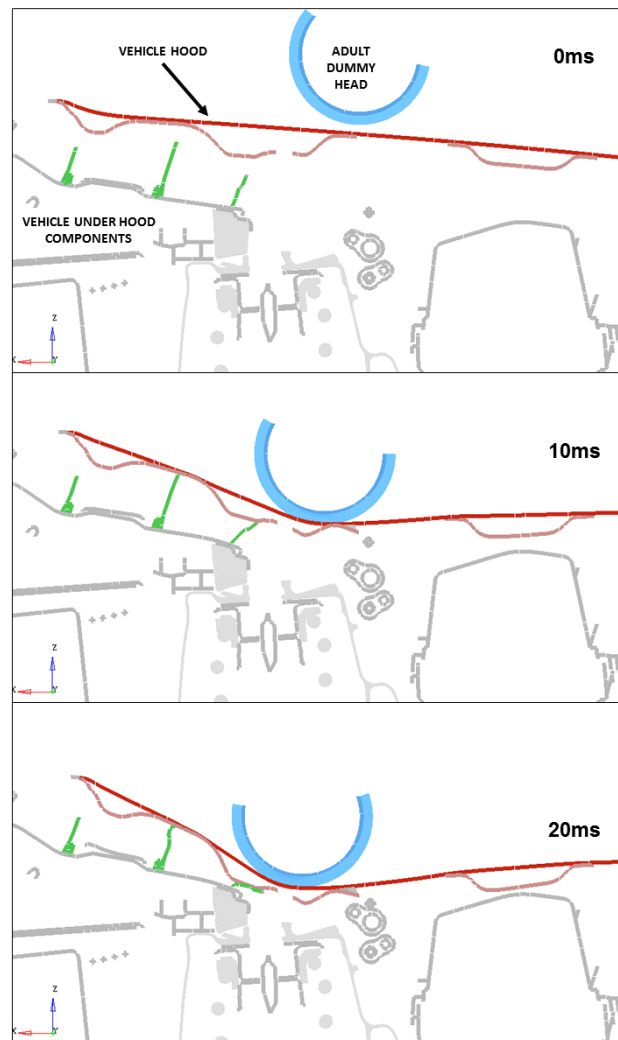 VEHICLE HOOD
ADULT
DUMMY
HEAD
0ms
VEHICLE UNDER HOOD
COMPONENTS
Z
X
Y
10ms
Z
X
Y
20ms
Z
X
Y